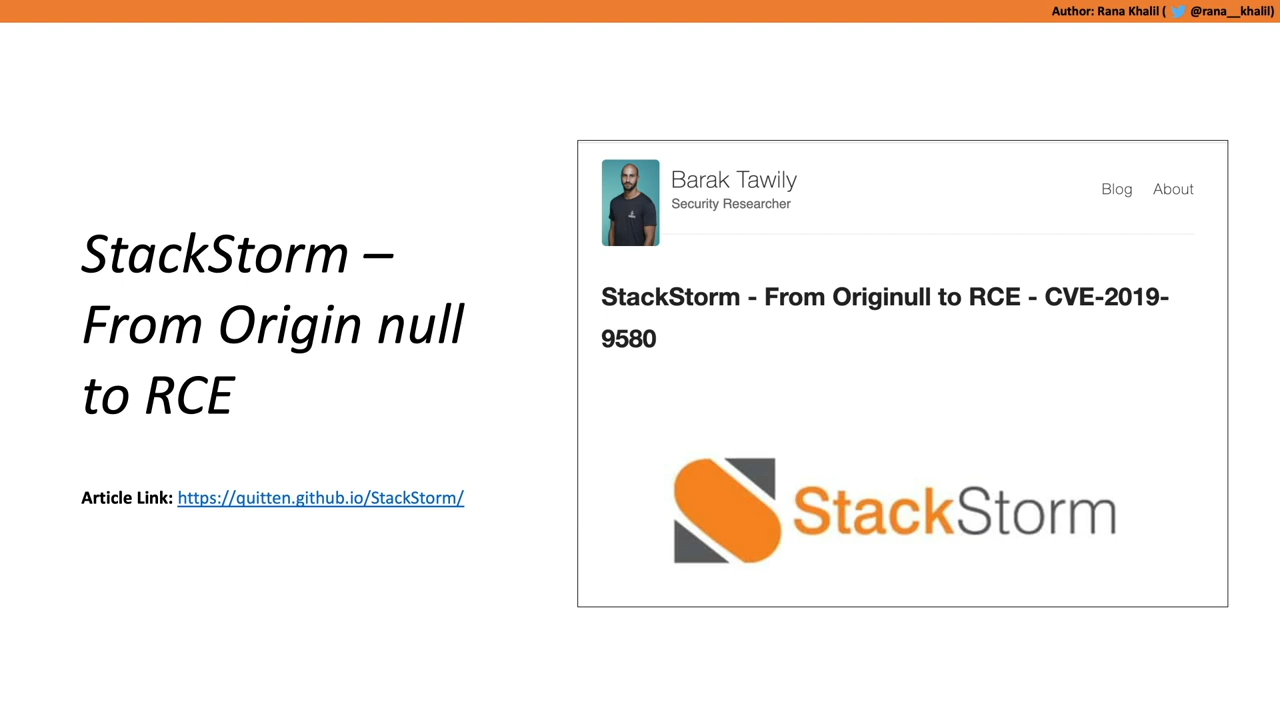 Author: Rana Khalil ( @rana__khalil)
StackStorm –
From Origin null
to RCE
Article Link: https://quitten.github.io/StackStorm/
Barak Tawily
Security Researcher
Blog About
StackStorm - From Originull to RCE - CVE-2019-
9580
StackStorm